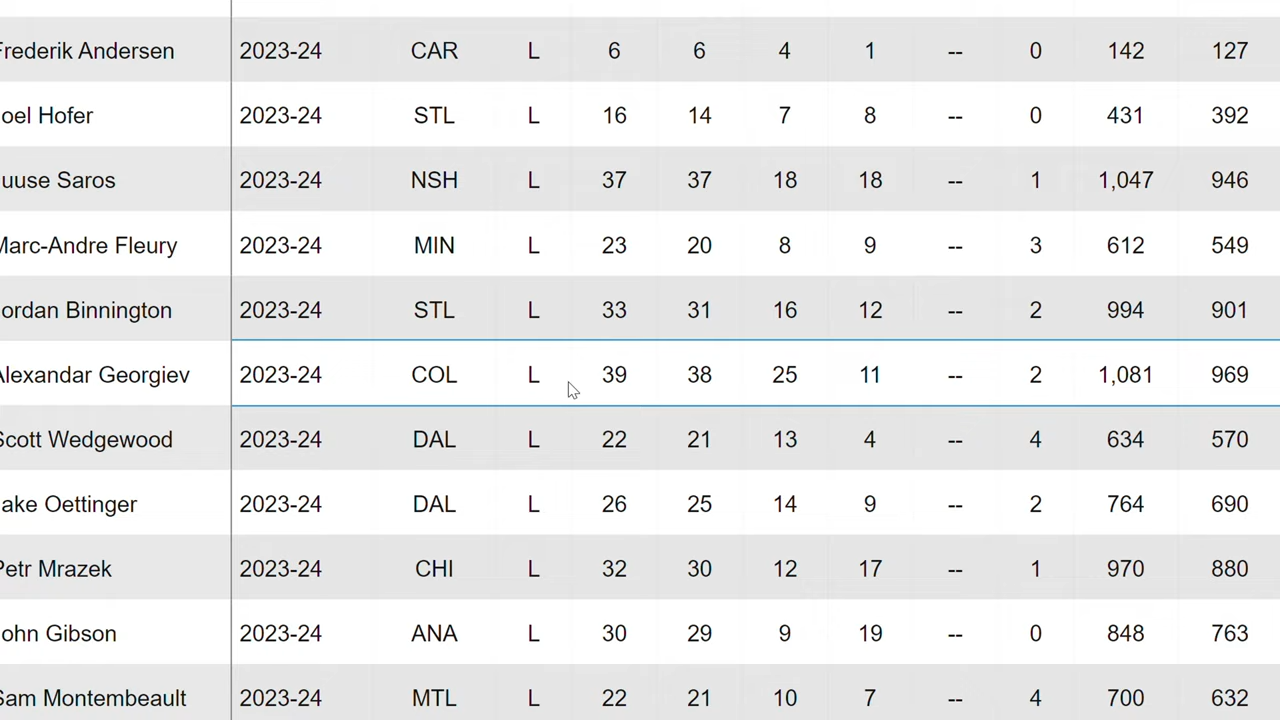 Frederik Andersen 2023-24 CAR L 6 6 4 1 -- 0 142 127
oel Hofer 2023-24 STL L 16 14 7 8 -- 0 431 392
uuse Saros 2023-24 NSH L 37 37 18 18 -- 1 1,047 946
Marc-Andre Fleury 2023-24 MIN L 23 20 8 9 -- 3 612 549
ordan Binnington 2023-24 STL L 33 31 16 12 -- 2 994 901
Alexandar Georgiev 2023-24 COL L 39 38 25 11 -- 2 1,081 969
Scott Wedgewood 2023-24 DAL L 22 21 13 4 -- 4 634 570
ake Oettinger 2023-24 DAL L 26 25 14 9 -- 2 764 690
Petr Mrazek 2023-24 CHI L 32 30 12 17 -- 1 970 880
ohn Gibson 2023-24 ANA L 30 29 9 19 -- 0 848 763
Sam Montembeault 2023-24 MTL L 22 21 10 7 -- 4 700 632